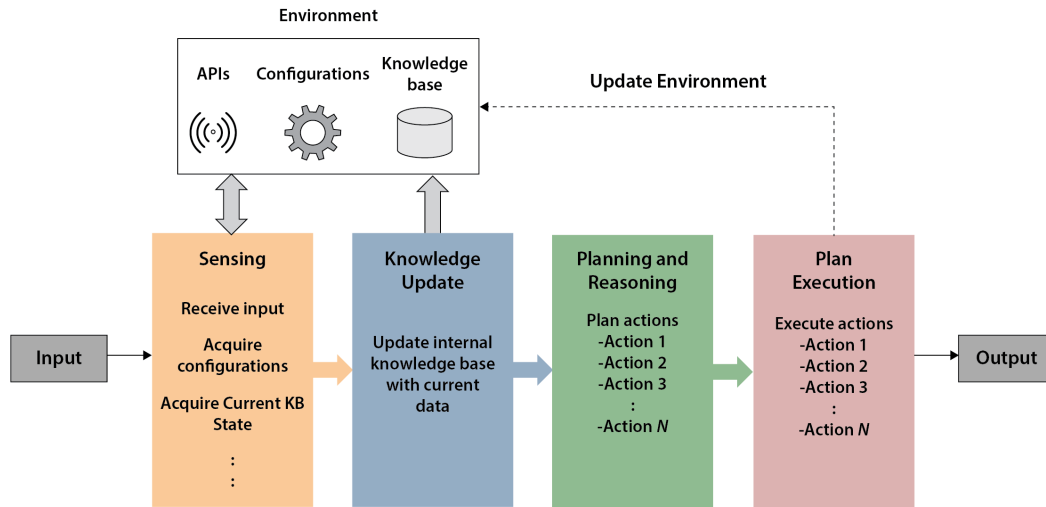 Environment
APIs
Configurations
Knowledge
base
Update Environment
Input
Sensing
Receive input
Acquire
configurations
Acquire Current KB
State
:
:
Knowledge
Update
Update internal
knowledge base
with current
data
Planning and
Reasoning
Plan actions
-Action 1
-Action 2
-Action 3
:
-Action N
Plan
Execution
Execute actions
-Action 1
-Action 2
-Action 3
:
-Action N
Output